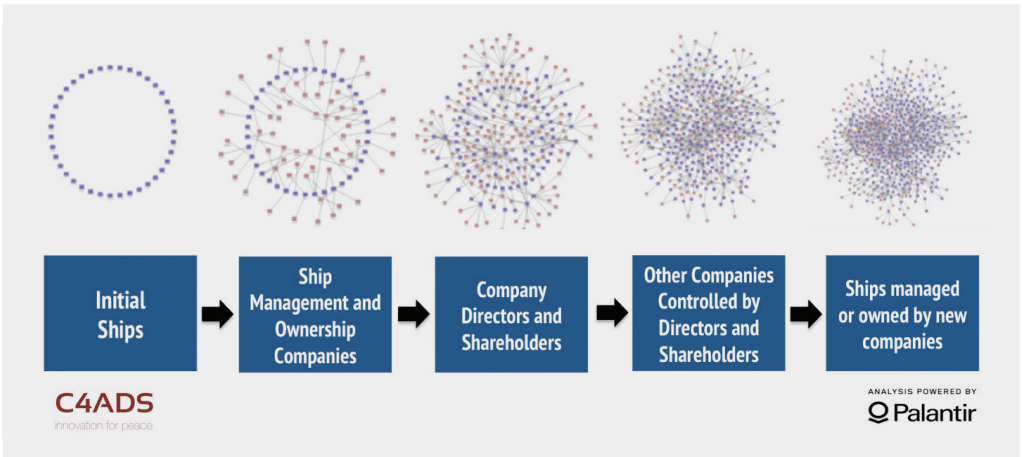 Initial
Ships
Ship
Management and
Ownership
Companies
Company
Directors and
Shareholders
Other Companies
Controlled by
Directors and
Shareholders
Ships managed
or owned by new
companies
C4ADS
innovation for peace
ANALYSIS POWERED BY
Palantir